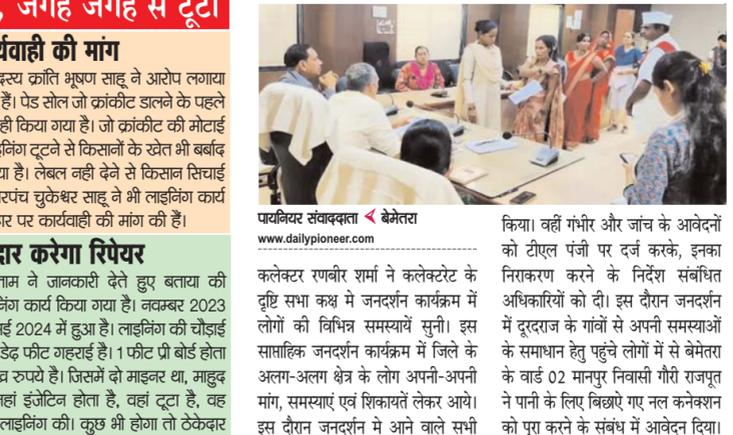 जगह जगह से टूटा
र्यवाही की मांग
दस्य क्रांति भूषण साहू ने आरोप लगाया
हैं। पेड सोल जो क्रांकीट डालने के पहले
ही किया गया है। जो क्रांकीट की मोटाई
इनिंग टूटने से किसानों के खेत भी बर्बाद
या है। लेबल नही देने से किसान सिचाई
रपंच चुकेश्वर साहू ने भी लाइनिंग कार्य
दार पर कार्यवाही की मांग की हैं।
दार करेगा रिपेयर
ताम ने जानकारी देते हुए बताया की
निंग कार्य किया गया है। नवम्बर 2023
मई 2024 में हुआ है। लाइनिंग की चौड़ाई
डेढ़ फीट गहराई है। 1 फीट प्री बोर्ड होता
रुपये है। जिसमें दो माइनर था, माहुद
जहां इंजेटिन होता है, वहां टूटा है, वह
लाइनिंग की। कुछ भी होगा तो ठेकेदार
पायनियर संवाददाता बेमेतरा
www.dailypioneer.com
कलेक्टर रणबीर शर्मा ने कलेक्टरेट के
दृष्टि सभा कक्ष मे जनदर्शन कार्यक्रम में
लोगों की विभिन्न समस्यायें सुनी। इस
साप्ताहिक जनदर्शन कार्यक्रम में जिले के
अलग-अलग क्षेत्र के लोग अपनी-अपनी
मांग, समस्याएं एवं शिकायतें लेकर आये।
इस दौरान जनदर्शन मे आने वाले सभी
किया। वहीं गंभीर और जांच के आवेदनों
को टीएल पंजी पर दर्ज करके, इनका
निराकरण करने के निर्देश संबंधित
अधिकारियों को दी। इस दौरान जनदर्शन
में दूरदराज के गांवों से अपनी समस्याओं
के समाधान हेतु पहुंचे लोगों में से बेमेतरा
के वार्ड 02 मानपुर निवासी गौरी राजपूत
ने पानी के लिए बिछाऐ गए नल कनेक्शन
को पूरा करने के संबंध में आवेदन दिया।